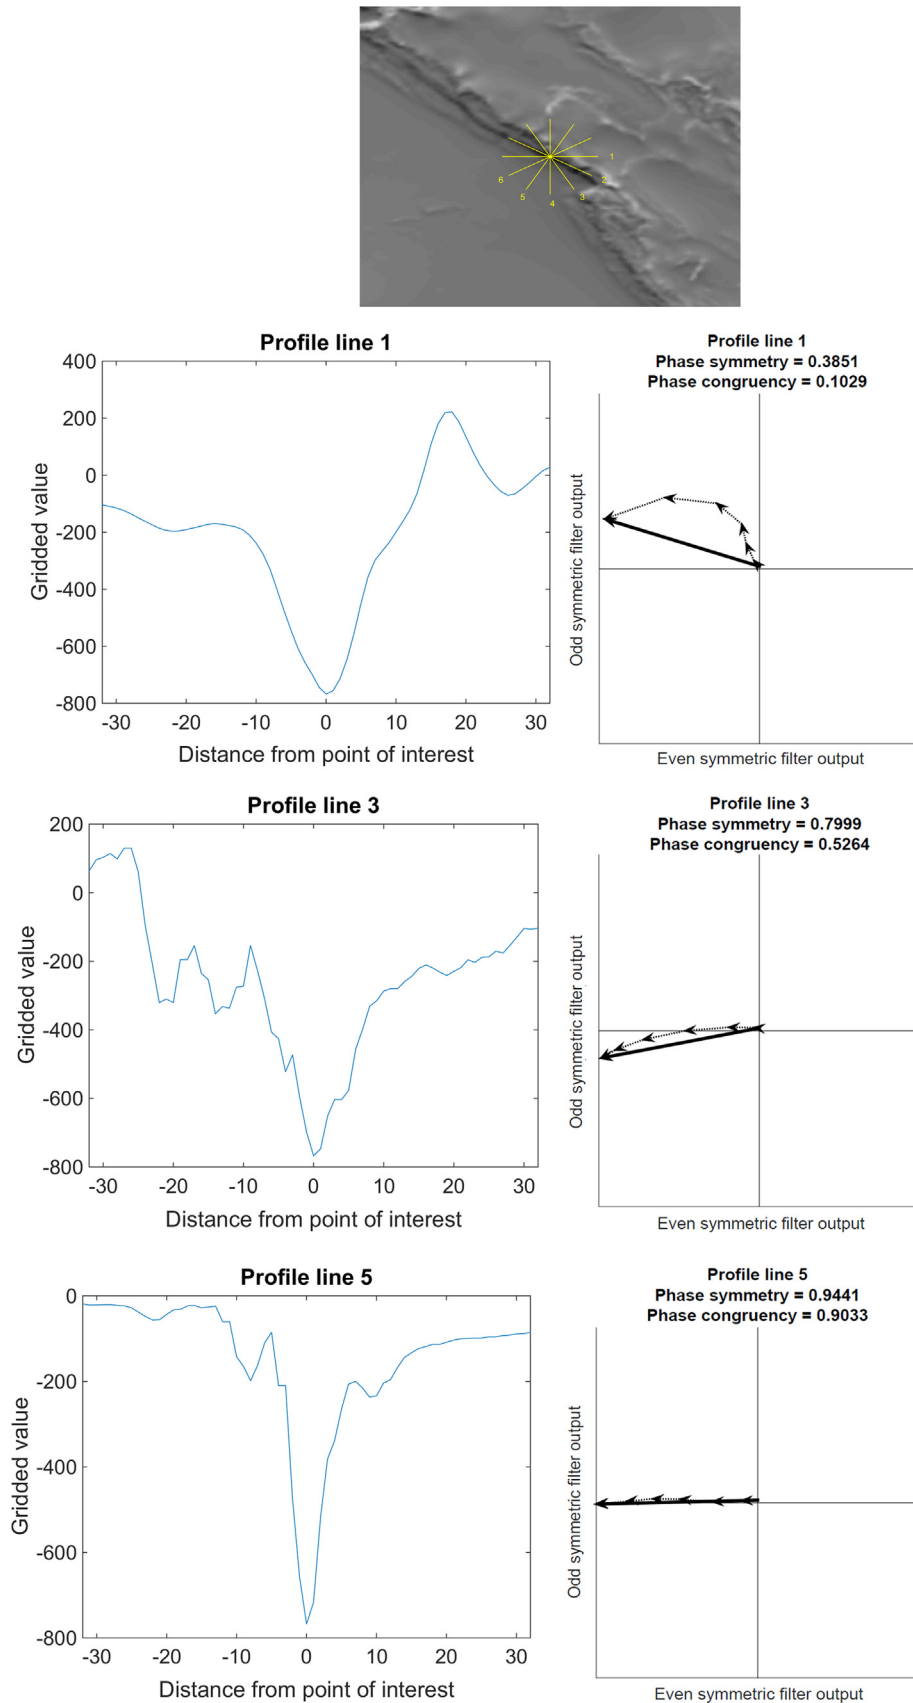 1
2
3
4
5
6
Profile line 1
400
200
0
-200
-400
-600
-800
Gridded value
-30 -20 -10 0 10 20 30
Distance from point of interest
Profile line 1
Phase symmetry = 0.3851
Phase congruency = 0.1029
Odd symmetric filter output
Even symmetric filter output
Profile line 3
200
0
-200
-400
-600
-800
Gridded value
-30 -20 -10 0 10 20 30
Distance from point of interest
Profile line 3
Phase symmetry = 0.7999
Phase congruency = 0.5264
Odd symmetric filter output
Even symmetric filter output
Profile line 5
0
-200
-400
-600
-800
Gridded value
-30 -20 -10 0 10 20 30
Distance from point of interest
Profile line 5
Phase symmetry = 0.9441
Phase congruency = 0.9033
Odd symmetric filter output
Even symmetric filter output